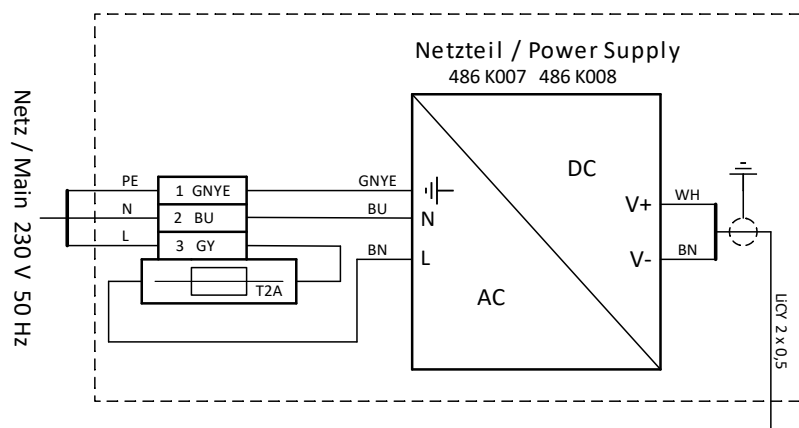 Netzteil / Power Supply
486 K007 486 K008
Netz / Main 230 V 50 Hz
PE
1 GNYE
GNYE
N
2 BU
BU
N
L
3 GY
BN
L
T2A
AC
DC
V+
WH
V-
BN
LiCY 2 x 0,5